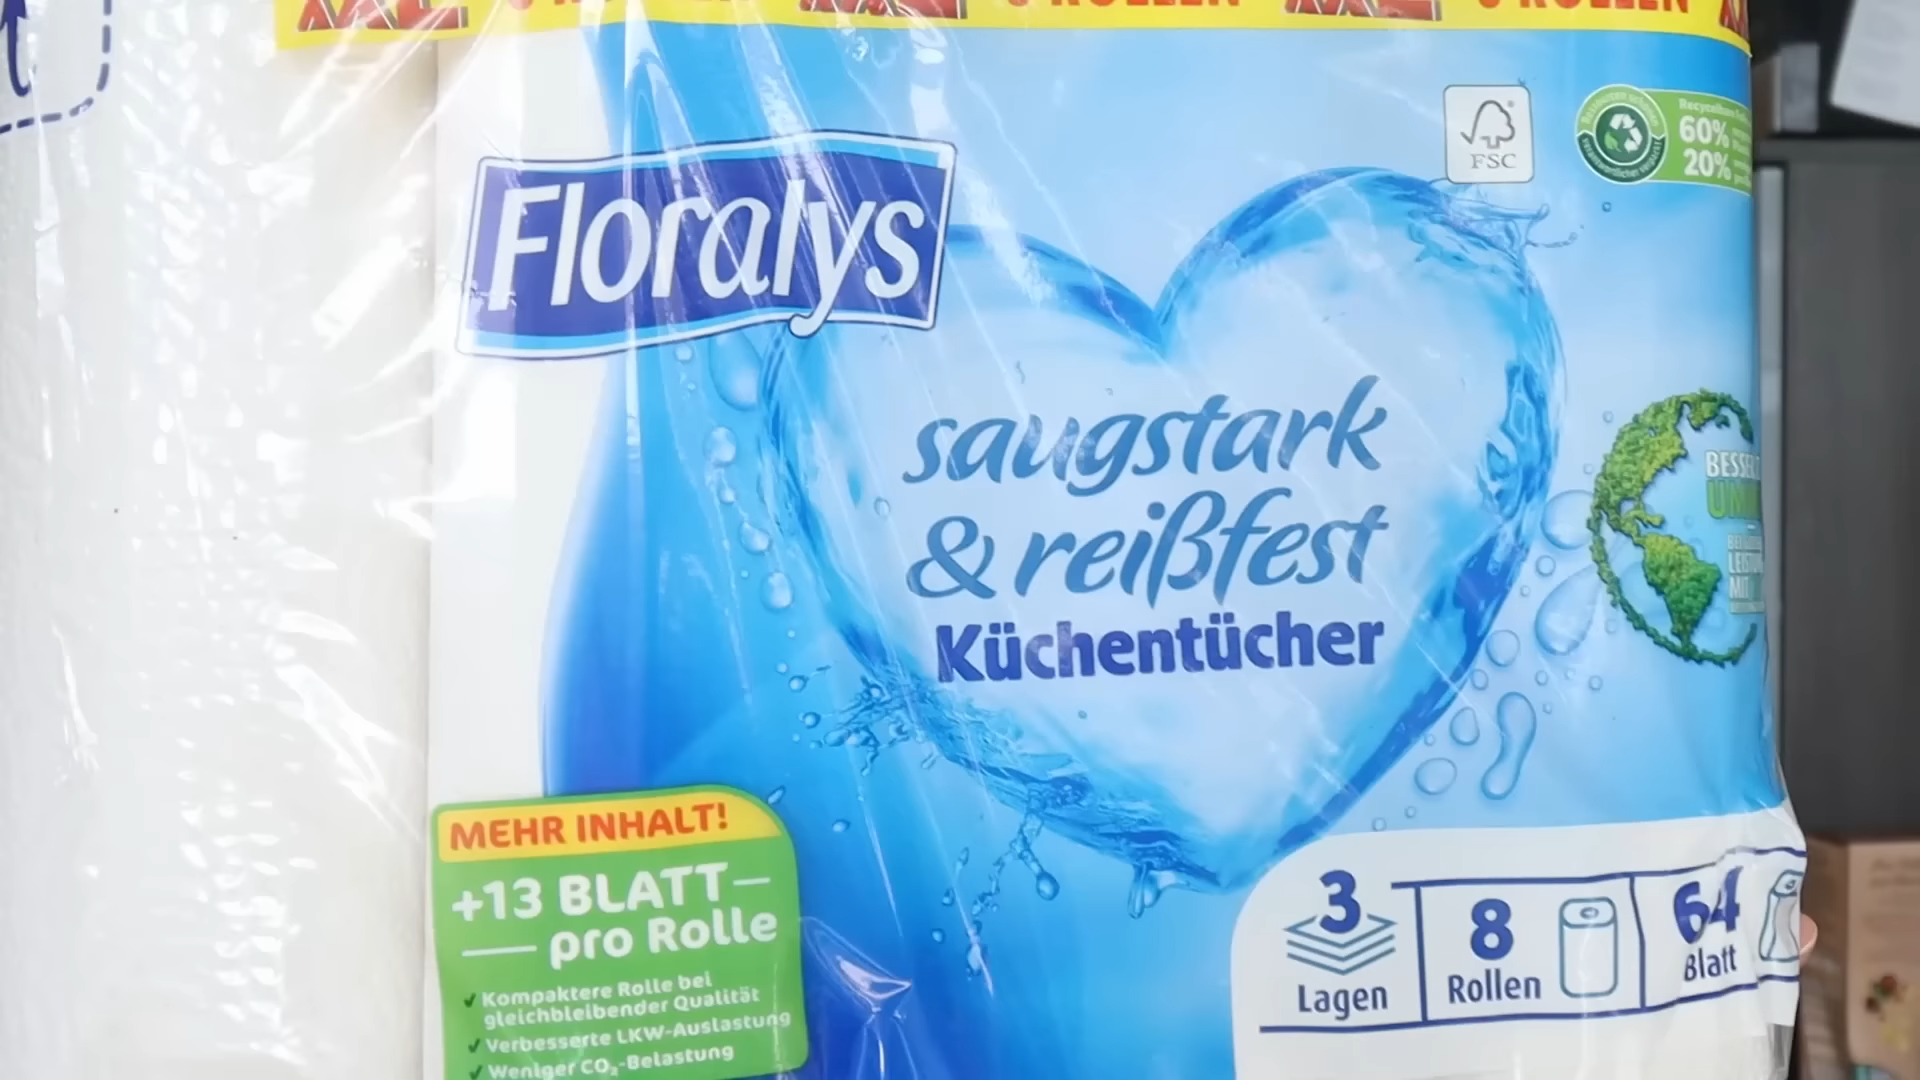 Floralys
FSC
60%
20%
saugstark
& reißfest
Küchentücher
MEHR INHALT!
+13 BLATT
pro Rolle
✓ Kompaktere Rolle bei
gleichbleibender Qualität
✓ Verbesserte LKW-Auslastung
✓ Weniger CO₂-Belastung
3
Lagen
8
Rollen
64
Blatt